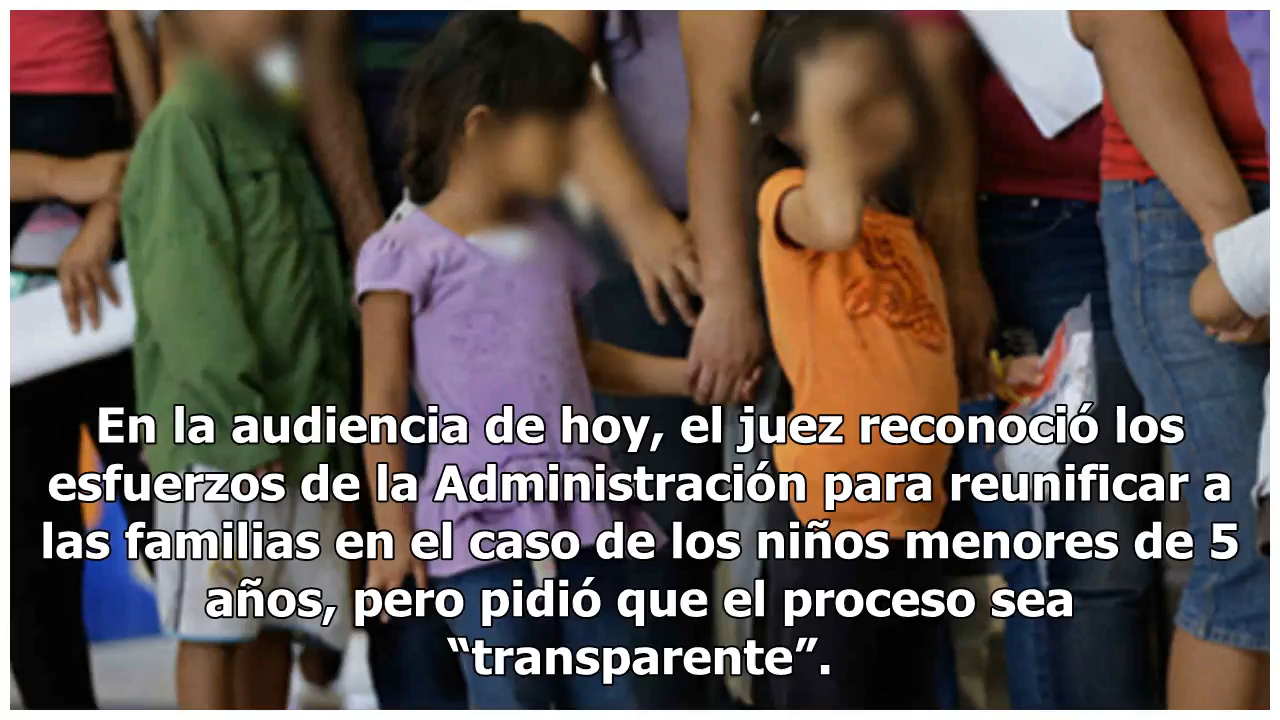 En la audiencia de hoy, el juez reconoció los
esfuerzos de la Administración para reunificar a
las familias en el caso de los niños menores de 5
años, pero pidió que el proceso sea
“transparente”.